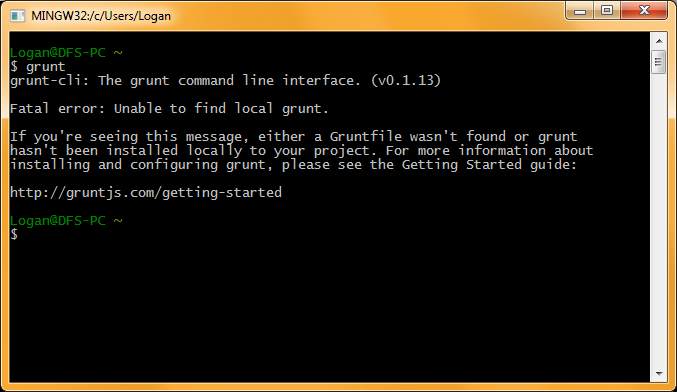 MINGW32:/c/Users/Logan
Logan@DFS-PC ~
$ grunt
grunt-cli: The grunt command line interface. (v0.1.13)
Fatal error: Unable to find local grunt.
If you're seeing this message, either a Gruntfile wasn't found or grunt
hasn't been installed locally to your project. For more information about
installing and configuring grunt, please see the Getting Started guide:
http://gruntjs.com/getting-started
Logan@DFS-PC ~
$